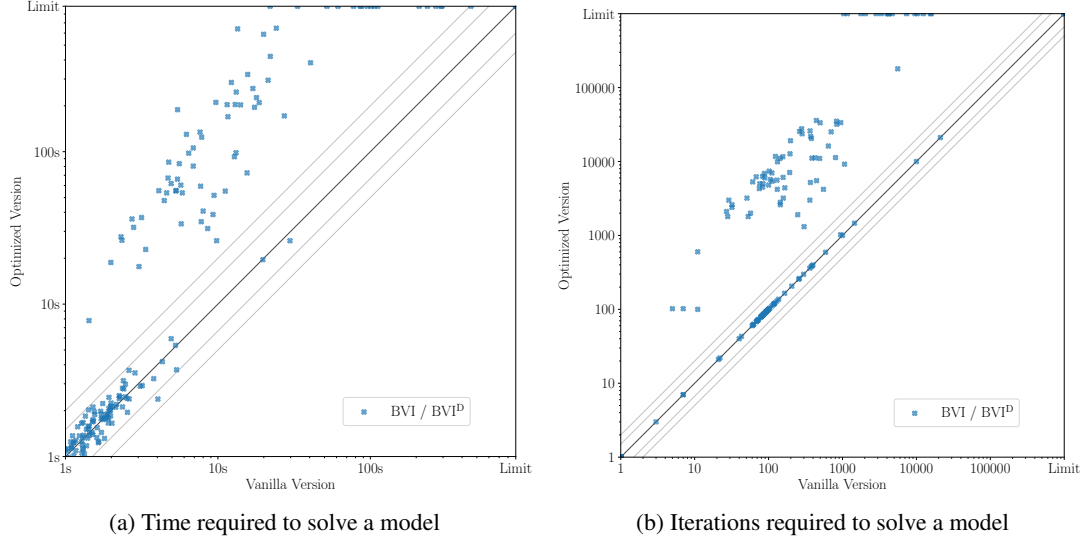 Limit
100s
10s
1s
Optimized Version
BVI / BVIᴰ
1s
10s
100s
Limit
Vanilla Version
(a) Time required to solve a model
Limit
100000
10000
1000
100
10
1
Optimized Version
BVI / BVIᴰ
1
10
100
1000
10000
100000
Limit
Vanilla Version
(b) Iterations required to solve a model